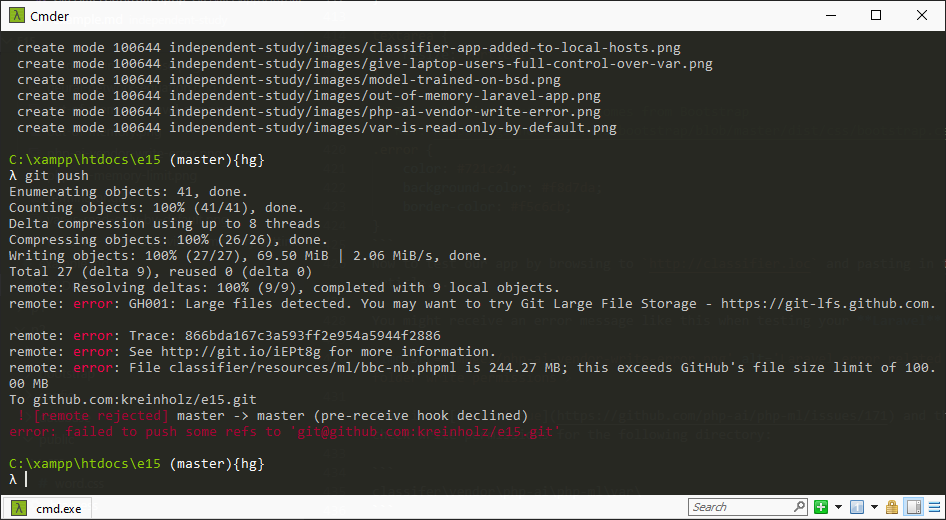 Cmder
create mode 100644 independent-study/images/classifier-app-added-to-local-hosts.png
create mode 100644 independent-study/images/give-laptop-users-full-control-over-var.png
create mode 100644 independent-study/images/model-trained-on-bsd.png
create mode 100644 independent-study/images/out-of-memory-laravel-app.png
create mode 100644 independent-study/images/php-ai-vendor-write-error.png
create mode 100644 independent-study/images/var-is-read-only-by-default.png
C:\xampp\htdocs\e15 (master){hg}
λ git push
Enumerating objects: 41, done.
Counting objects: 100% (41/41), done.
Delta compression using up to 8 threads
Compressing objects: 100% (26/26), done.
Writing objects: 100% (27/27), 69.50 MiB | 2.06 MiB/s, done.
Total 27 (delta 9), reused 0 (delta 0)
remote: Resolving deltas: 100% (9/9), completed with 9 local objects.
remote: error: GH001: Large files detected. You may want to try Git Large File Storage - https://git-lfs.github.com.
remote: error: Trace: 866bda167c3a593ff2e954a5944f2886
remote: error: See http://git.io/iEPt8g for more information.
remote: error: File classifier/resources/ml/bbc-nb.phpml is 244.27 MB; this exceeds GitHub's file size limit of 100.
00 MB
To github.com:kreinholz/e15.git
! [remote rejected] master -> master (pre-receive hook declined)
error: failed to push some refs to 'git@github.com:kreinholz/e15.git'
C:\xampp\htdocs\e15 (master){hg}
λ
cmd.exe
Search